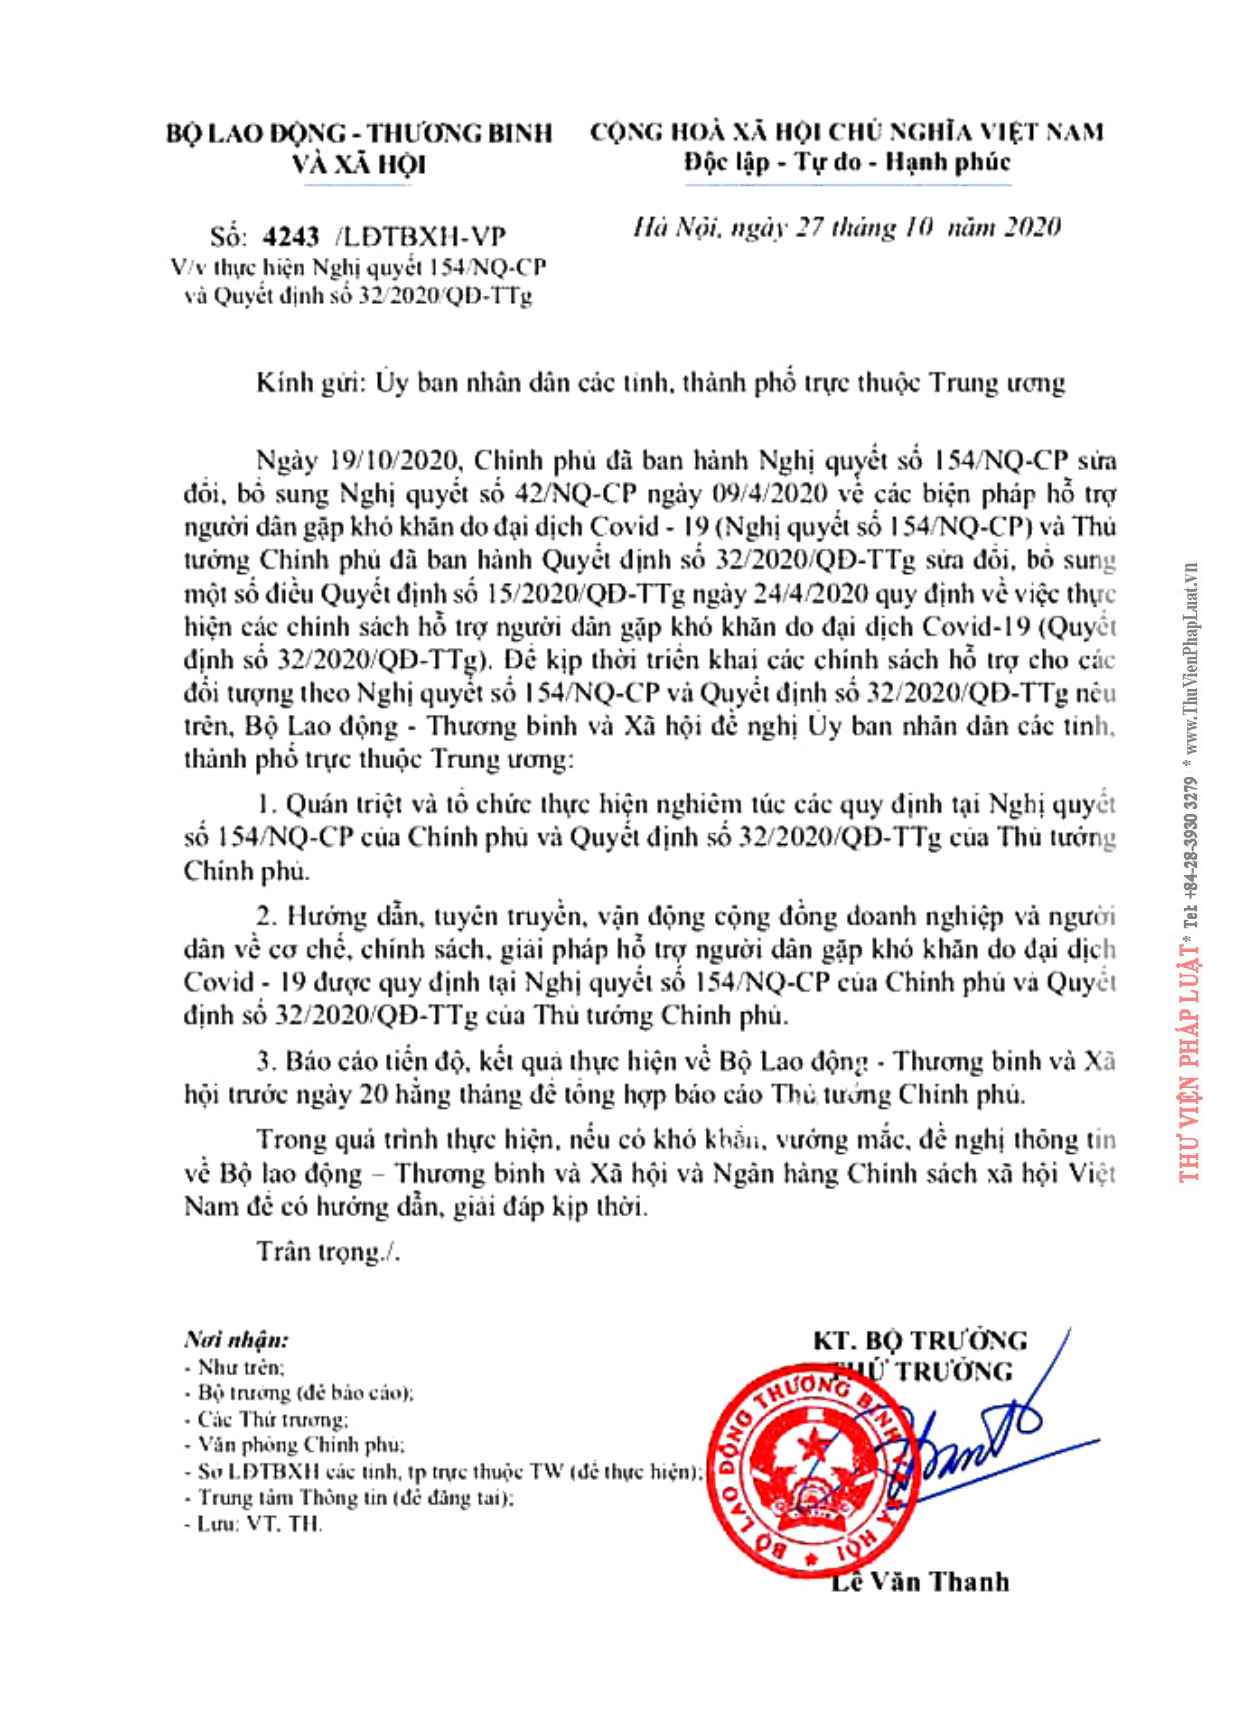 BỘ LAO ĐỘNG - THƯƠNG BINH
VÀ XÃ HỘI
CỘNG HOÀ XÃ HỘI CHỦ NGHĨA VIỆT NAM
Độc lập - Tự do - Hạnh phúc
Số: 4243 /LĐTBXH-VP
V/v thực hiện Nghị quyết 154/NQ-CP
và Quyết định số 32/2020/QĐ-TTg
Hà Nội, ngày 27 tháng 10 năm 2020
Kính gửi: Ủy ban nhân dân các tỉnh, thành phố trực thuộc Trung ương
Ngày 19/10/2020, Chính phủ đã ban hành Nghị quyết số 154/NQ-CP sửa
đổi, bổ sung Nghị quyết số 42/NQ-CP ngày 09/4/2020 về các biện pháp hỗ trợ
người dân gặp khó khăn do đại dịch Covid - 19 (Nghị quyết số 154/NQ-CP) và Thủ
tướng Chính phủ đã ban hành Quyết định số 32/2020/QĐ-TTg sửa đổi, bổ sung
một số điều Quyết định số 15/2020/QĐ-TTg ngày 24/4/2020 quy định về việc thực
hiện các chính sách hỗ trợ người dân gặp khó khăn do đại dịch Covid-19 (Quyết
định số 32/2020/QĐ-TTg). Để kịp thời triển khai các chính sách hỗ trợ cho các
đối tượng theo Nghị quyết số 154/NQ-CP và Quyết định số 32/2020/QĐ-TTg nêu
trên, Bộ Lao động - Thương binh và Xã hội đề nghị Ủy ban nhân dân các tỉnh,
thành phố trực thuộc Trung ương:
1. Quán triệt và tổ chức thực hiện nghiêm túc các quy định tại Nghị quyết
số 154/NQ-CP của Chính phủ và Quyết định số 32/2020/QĐ-TTg của Thủ tướng
Chính phủ.
2. Hướng dẫn, tuyên truyền, vận động cộng đồng doanh nghiệp và người
dân về cơ chế, chính sách, giải pháp hỗ trợ người dân gặp khó khăn do đại dịch
Covid - 19 được quy định tại Nghị quyết số 154/NQ-CP của Chính phủ và Quyết
định số 32/2020/QĐ-TTg của Thủ tướng Chính phủ.
3. Báo cáo tiến độ, kết quả thực hiện về Bộ Lao động - Thương binh và Xã
hội trước ngày 20 hằng tháng để tổng hợp báo cáo Thủ tướng Chính phủ.
Trong quá trình thực hiện, nếu có khó khăn, vướng mắc, đề nghị thông tin
về Bộ lao động – Thương binh và Xã hội và Ngân hàng Chính sách xã hội Việt
Nam để có hướng dẫn, giải đáp kịp thời.
Trân trọng./.
Nơi nhận:
- Như trên;
- Bộ trưởng (để báo cáo);
- Các Thứ trưởng;
- Văn phòng Chính phủ;
- Sở LĐTBXH các tỉnh, tp trực thuộc TW (để thực hiện);
- Trung tâm Thông tin (để đăng tải);
- Lưu: VT, TH.
KT. BỘ TRƯỞNG
THỨ TRƯỞNG
BỘ LAO ĐỘNG THƯƠNG BINH VÀ XÃ HỘI
Lê Văn Thanh
THƯ VIỆN PHÁP LUẬT * Tel: +84-28-3930 3279 * www.ThuVienPhapLuat.vn